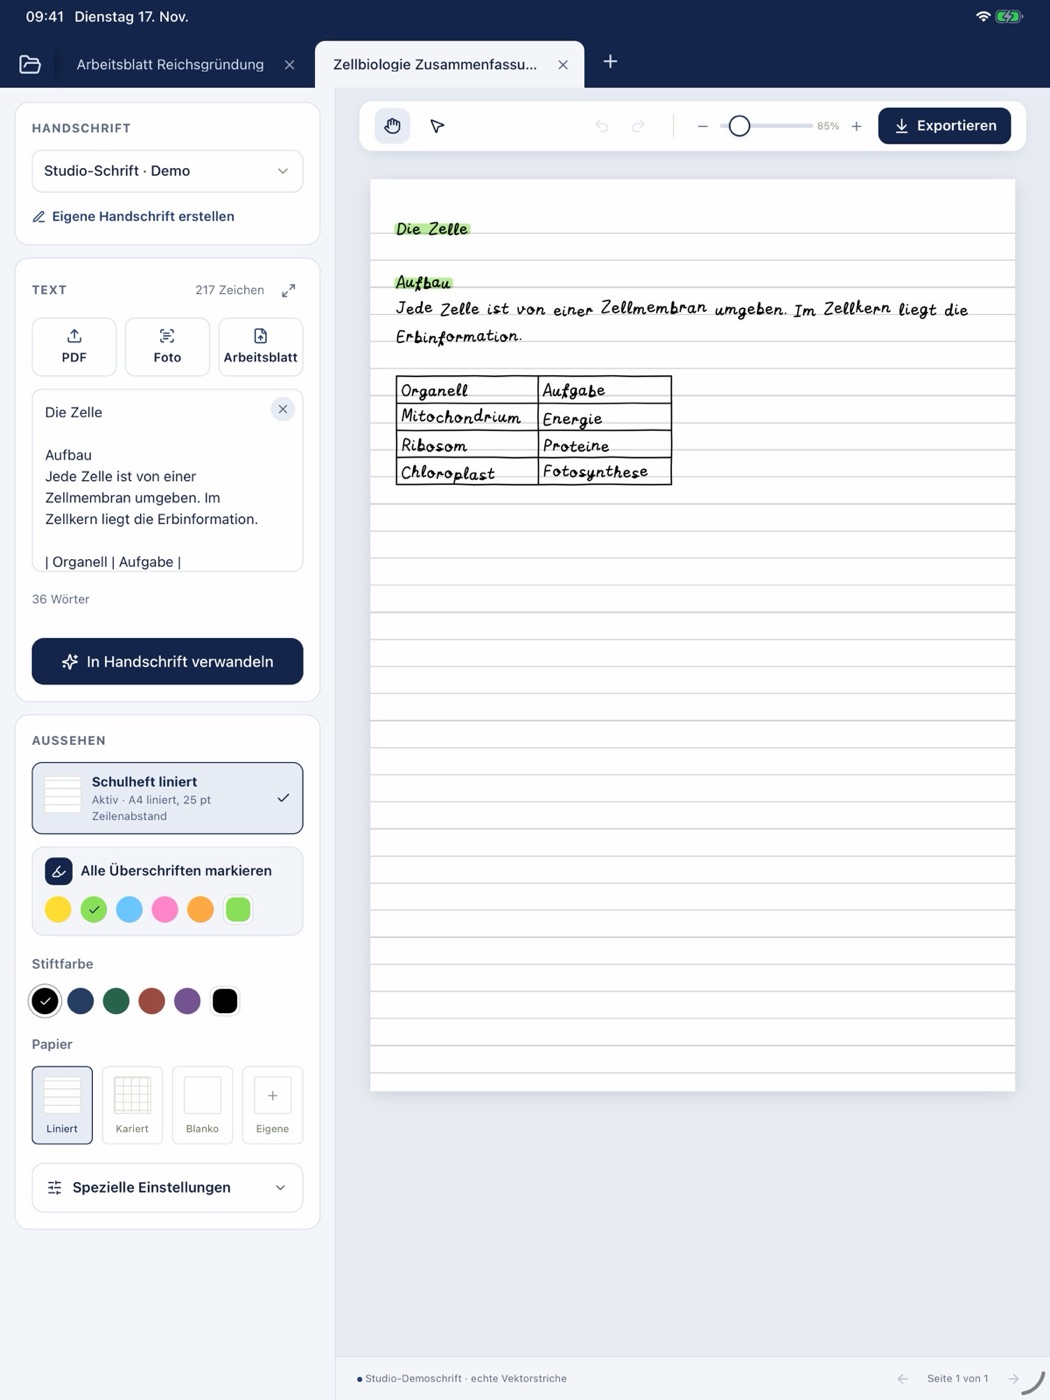 09:41 Dienstag 17. Nov.
Arbeitsblatt Reichsgründung
Zellbiologie Zusammenfassu...
HANDSCHRIFT
Studio-Schrift · Demo
Eigene Handschrift erstellen
TEXT 217 Zeichen
PDF Foto Arbeitsblatt
Die Zelle
Aufbau
Jede Zelle ist von einer
Zellmembran umgeben. Im
Zellkern liegt die Erbinformation.
| Organell | Aufgabe |
36 Wörter
In Handschrift verwandeln
AUSSEHEN
Schulheft liniert
Aktiv · A4 liniert, 25 pt
Zeilenabstand
Alle Überschriften markieren
Stiftfarbe
Papier
Liniert Kariert Blanko Eigene
Spezielle Einstellungen
85% Exportieren
Die Zelle
Aufbau
Jede Zelle ist von einer Zellmembran umgeben. Im Zellkern liegt die
Erbinformation.
Organell Aufgabe
Mitochondrium Energie
Ribosom Proteine
Chloroplast Fotosynthese
Studio-Demoschrift · echte Vektorstriche
Seite 1 von 1